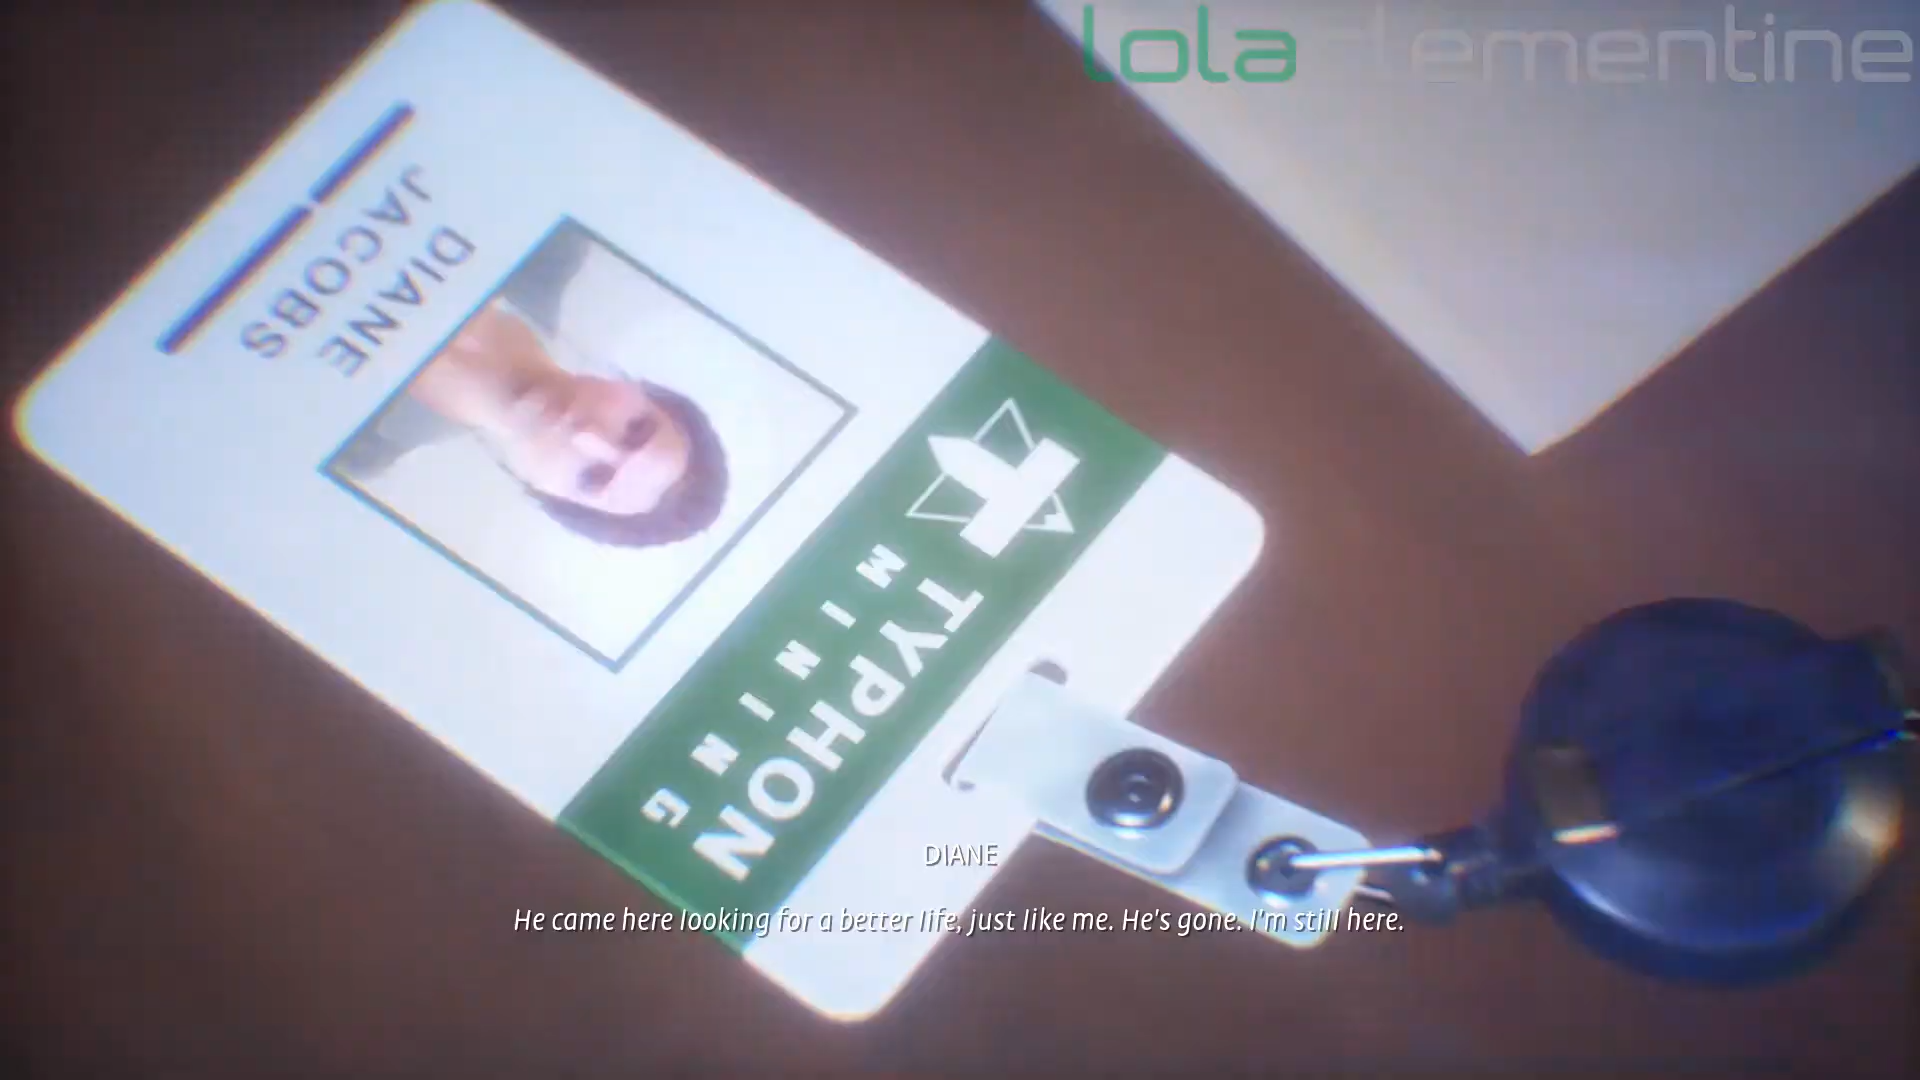 lolaclementine
DIANE
JACOBS
TYPHON
MINING
DIANE
He came here looking for a better life, just like me. He's gone. I'm still here.